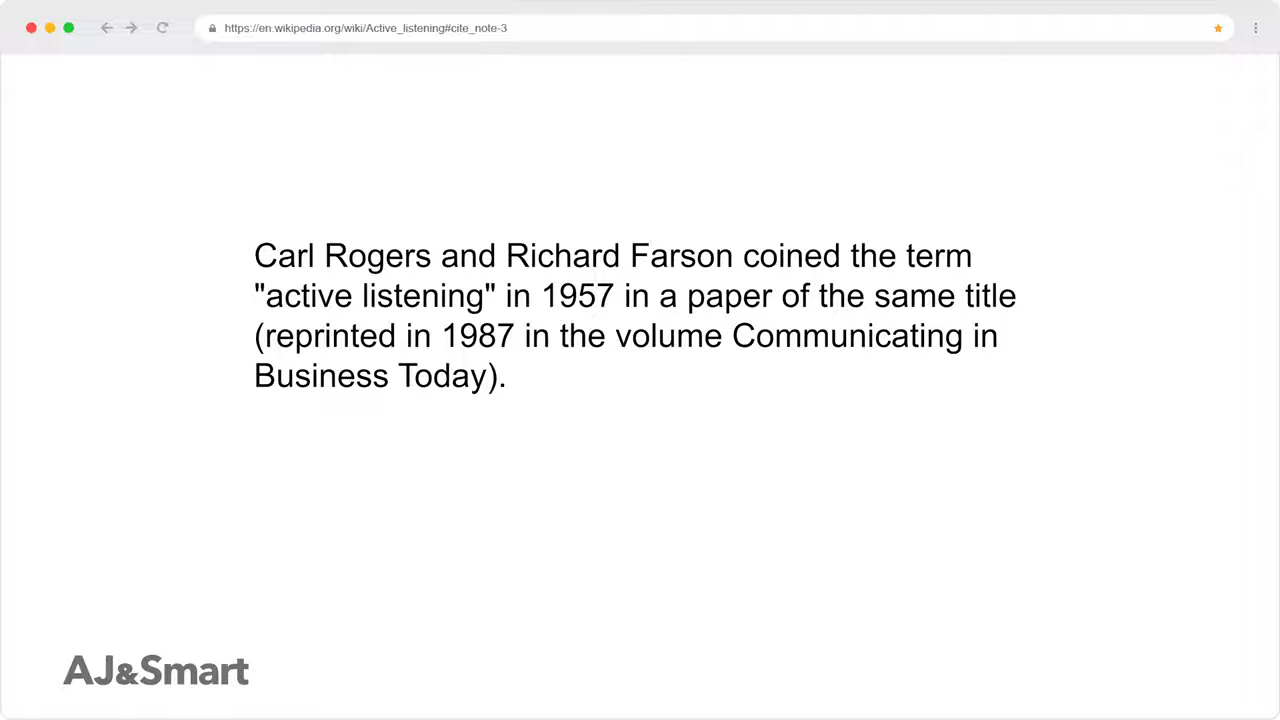 https://en.wikipedia.org/wiki/Active_listening#cite_note-3
Carl Rogers and Richard Farson coined the term
"active listening" in 1957 in a paper of the same title
(reprinted in 1987 in the volume Communicating in
Business Today).
AJ&Smart